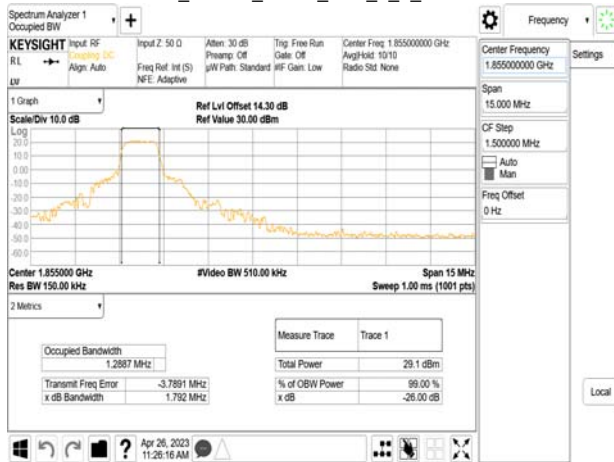 Spectrum Analyzer 1
Occupied BW
Frequency
KEYSIGHT
Input: RF
Coupling: DC
Align: Auto
RL
Input Z: 50 Ω
Freq Ref: Int (S)
NFE: Adaptive
Atten: 30 dB
Preamp: Off
µW Path: Standard
Trig: Free Run
Gate: Off
#IF Gain: Low
Center Freq: 1.855000000 GHz
Avg|Hold: 10/10
Radio Std: None
Center Frequency
1.855000000 GHz
Settings
Span
15.000 MHz
CF Step
1.500000 MHz
Auto
Man
Freq Offset
0 Hz
Local
1 Graph
Scale/Div 10.0 dB
Ref Lvl Offset 14.30 dB
Ref Value 30.00 dBm
Log
20.0
10.0
0.00
-10.0
-20.0
-30.0
-40.0
-50.0
-60.0
Center 1.855000 GHz
Res BW 150.00 kHz
#Video BW 510.00 kHz
Span 15 MHz
Sweep 1.00 ms (1001 pts)
2 Metrics
Occupied Bandwidth
1.2887 MHz
Transmit Freq Error -3.7891 MHz
x dB Bandwidth 1.792 MHz
Measure Trace Trace 1
Total Power 29.1 dBm
% of OBW Power 99.00 %
x dB -26.00 dB
Apr 26, 2023
11:26:16 AM